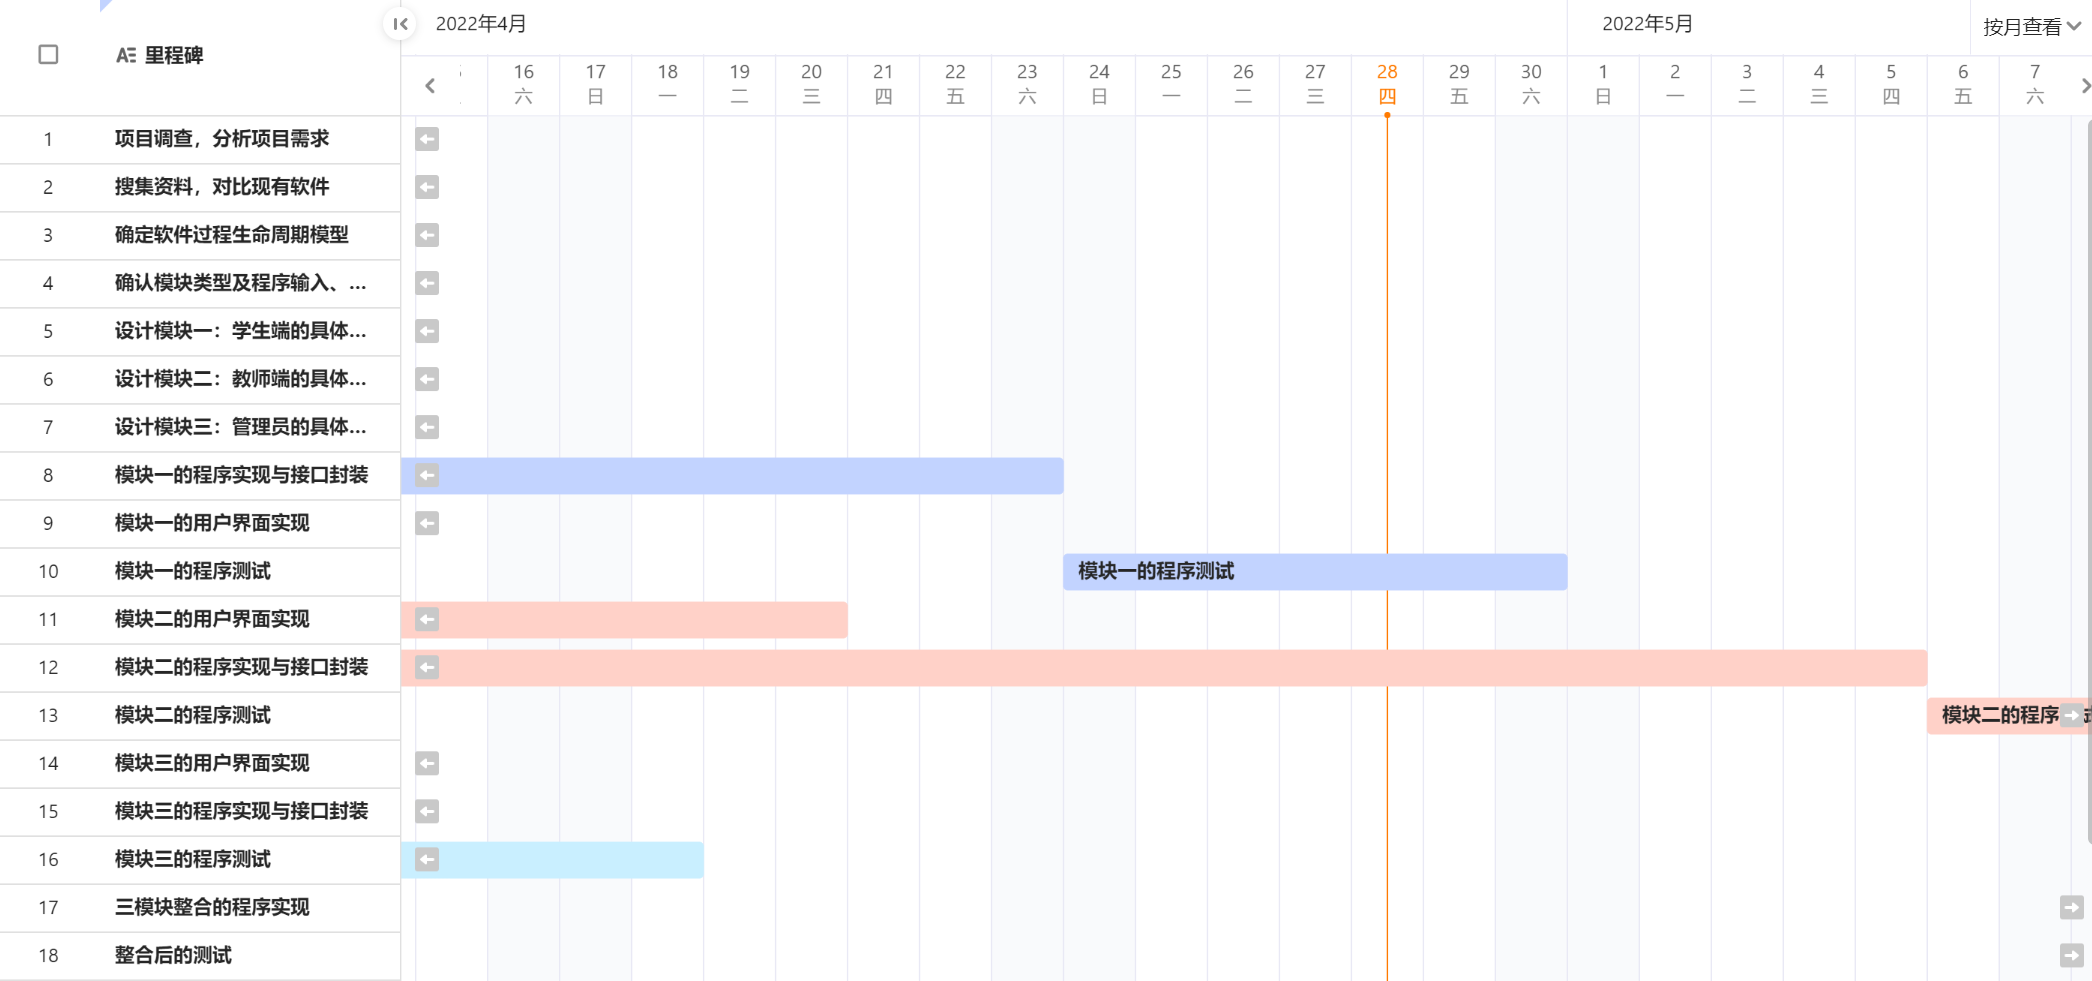 2022年4月
2022年5月
按月查看
里程碑
16 17 18 19 20 21 22 23 24 25 26 27 28 29 30 1 2 3 4 5 6 7
六 日 一 二 三 四 五 六 日 一 二 三 四 五 六 日 一 二 三 四 五 六
1 项目调查，分析项目需求
2 搜集资料，对比现有软件
3 确定软件过程生命周期模型
4 确认模块类型及程序输入、...
5 设计模块一：学生端的具体...
6 设计模块二：教师端的具体...
7 设计模块三：管理员的具体...
8 模块一的程序实现与接口封装
9 模块一的用户界面实现
10 模块一的程序测试 模块一的程序测试
11 模块二的用户界面实现
12 模块二的程序实现与接口封装
13 模块二的程序测试 模块二的程序
14 模块三的用户界面实现
15 模块三的程序实现与接口封装
16 模块三的程序测试
17 三模块整合的程序实现
18 整合后的测试